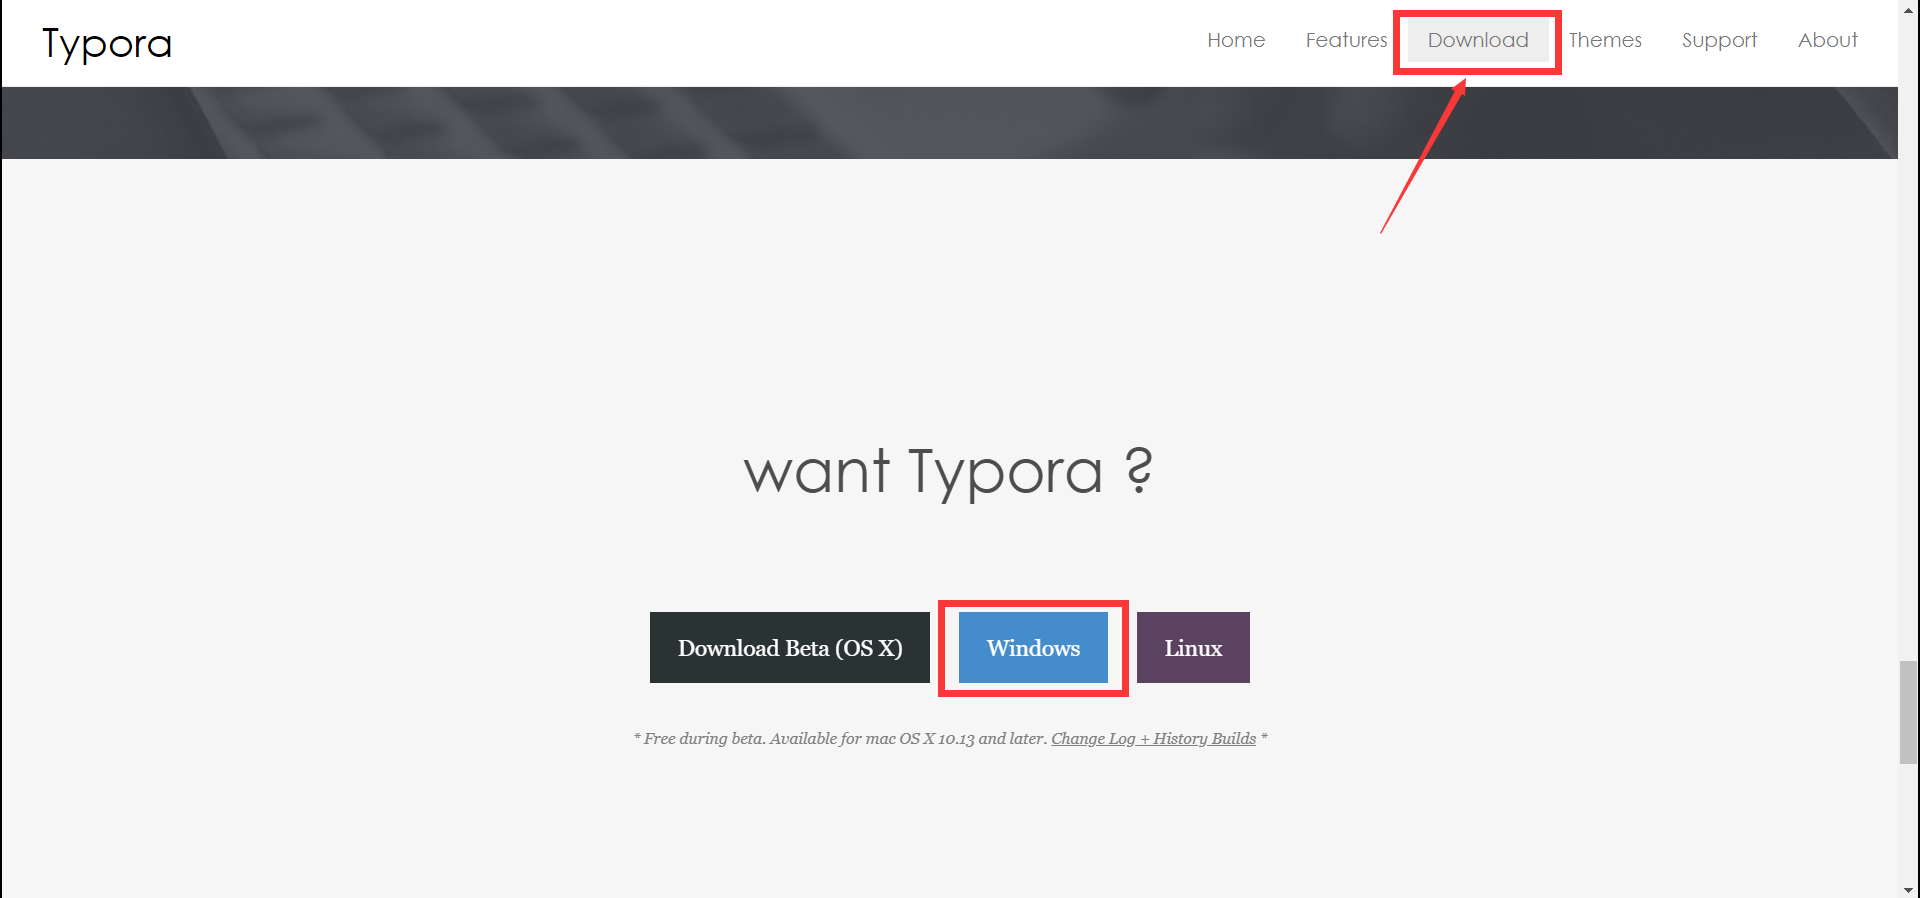 Typora
Home Features Download Themes Support About
want Typora ?
Download Beta (OS X) Windows Linux
* Free during beta. Available for mac OS X 10.13 and later. Change Log + History Builds *